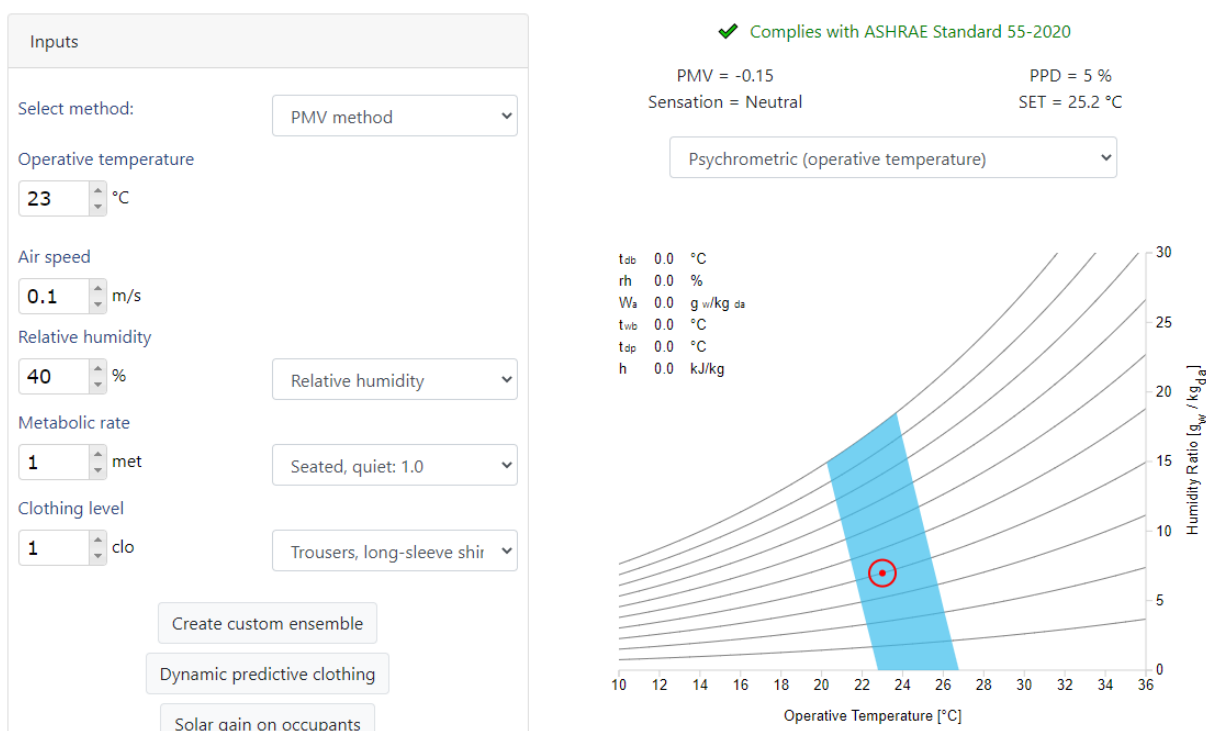 Inputs
Select method:
PMV method
Operative temperature
23 °C
Air speed
0.1 m/s
Relative humidity
40 %
Relative humidity
Metabolic rate
1 met
Seated, quiet: 1.0
Clothing level
1 clo
Trousers, long-sleeve shir
Create custom ensemble
Dynamic predictive clothing
Solar gain on occupants
Complies with ASHRAE Standard 55-2020
PMV = -0.15
PPD = 5 %
Sensation = Neutral
SET = 25.2 °C
Psychrometric (operative temperature)
tdb 0.0 °C
rh 0.0 %
Wa 0.0 g w/kg da
twb 0.0 °C
tdp 0.0 °C
h 0.0 kJ/kg
30
25
20
15
10
5
0
Humidity Ratio [gw / kgda]
10 12 14 16 18 20 22 24 26 28 30 32 34 36
Operative Temperature [°C]